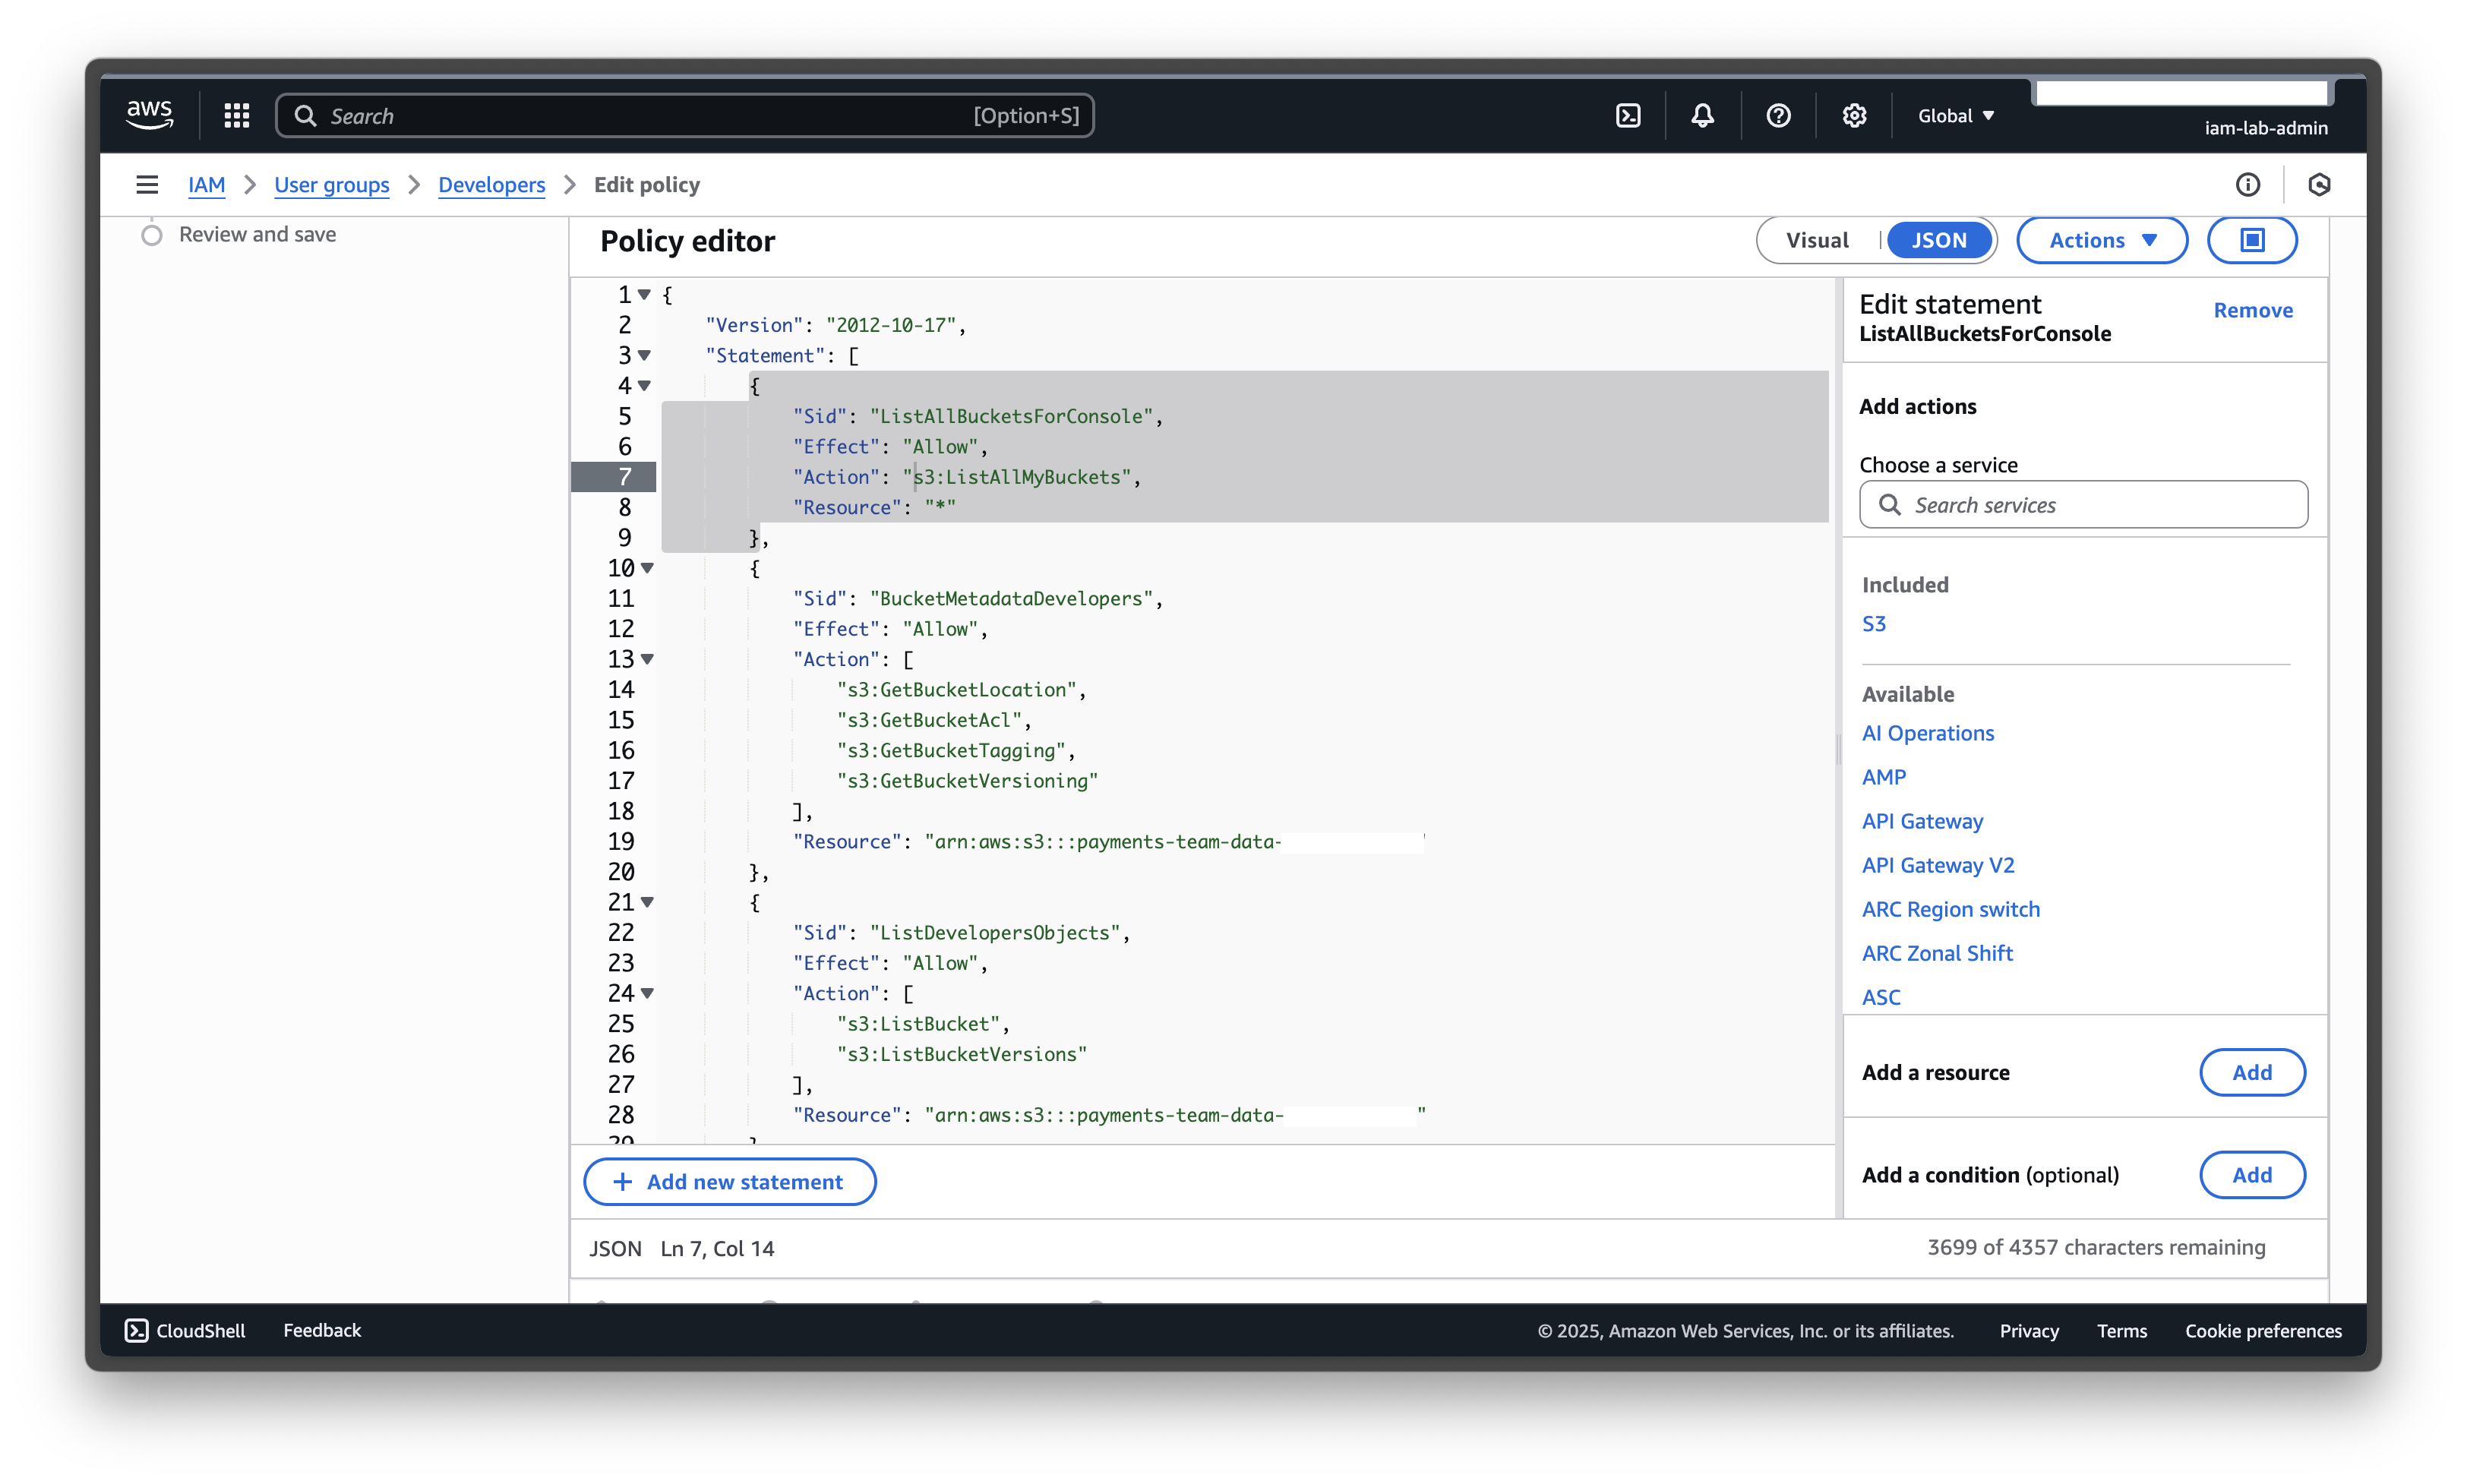 aws
Search
[Option+S]
Global
iam-lab-admin
IAM
User groups
Developers
Edit policy
Review and save
Policy editor
Visual
JSON
Actions
1 {
2 "Version": "2012-10-17",
3 "Statement": [
4 {
5 "Sid": "ListAllBucketsForConsole",
6 "Effect": "Allow",
7 "Action": "s3:ListAllMyBuckets",
8 "Resource": "*"
9 },
10 {
11 "Sid": "BucketMetadataDevelopers",
12 "Effect": "Allow",
13 "Action": [
14 "s3:GetBucketLocation",
15 "s3:GetBucketAcl",
16 "s3:GetBucketTagging",
17 "s3:GetBucketVersioning"
18 ],
19 "Resource": "arn:aws:s3:::payments-team-data-
20 },
21 {
22 "Sid": "ListDevelopersObjects",
23 "Effect": "Allow",
24 "Action": [
25 "s3:ListBucket",
26 "s3:ListBucketVersions"
27 ],
28 "Resource": "arn:aws:s3:::payments-team-data- "
Add new statement
JSON Ln 7, Col 14
3699 of 4357 characters remaining
Edit statement
Remove
ListAllBucketsForConsole
Add actions
Choose a service
Search services
Included
S3
Available
AI Operations
AMP
API Gateway
API Gateway V2
ARC Region switch
ARC Zonal Shift
ASC
Add a resource
Add
Add a condition (optional)
Add
CloudShell
Feedback
© 2025, Amazon Web Services, Inc. or its affiliates.
Privacy
Terms
Cookie preferences